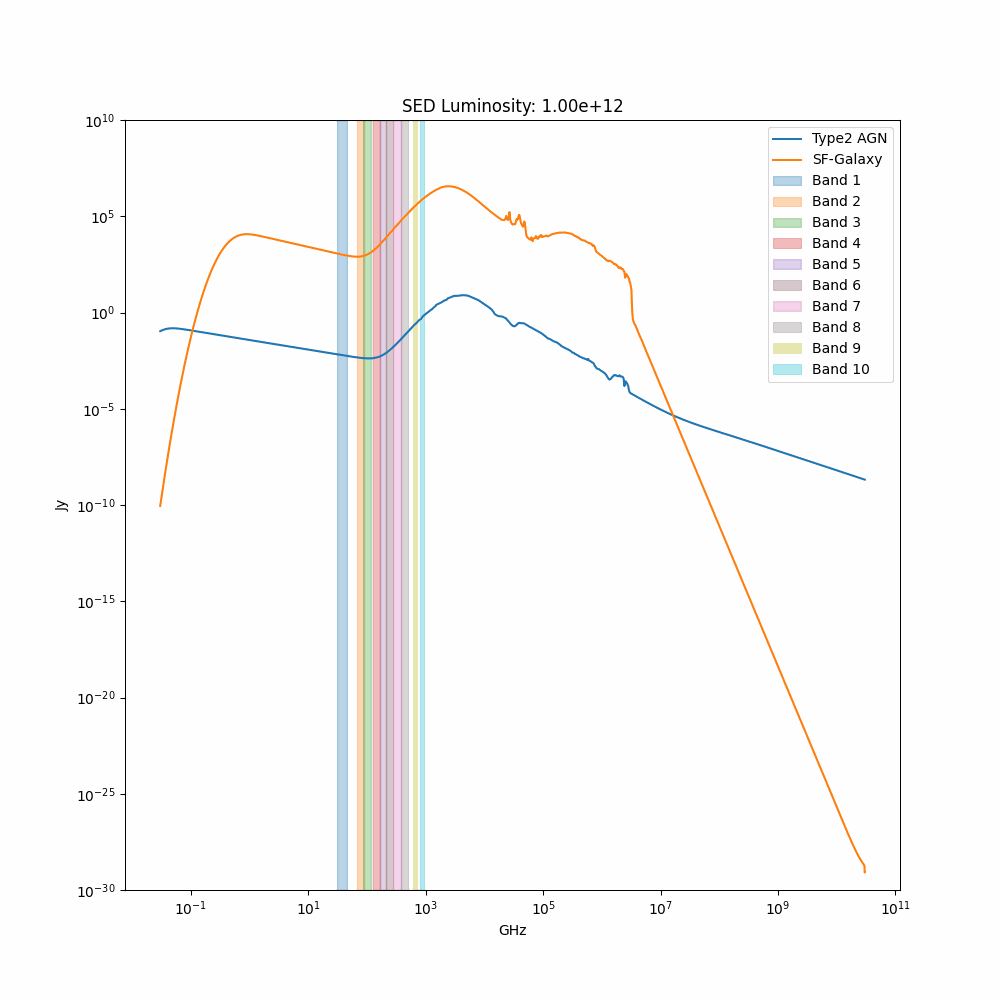 SED Luminosity: 1.00e+12
Type2 AGN
SF-Galaxy
Band 1
Band 2
Band 3
Band 4
Band 5
Band 6
Band 7
Band 8
Band 9
Band 10
10^10
10^5
10^0
10^-5
10^-10
10^-15
10^-20
10^-25
10^-30
Jy
10^-1
10^1
10^3
10^5
10^7
10^9
10^11
GHz